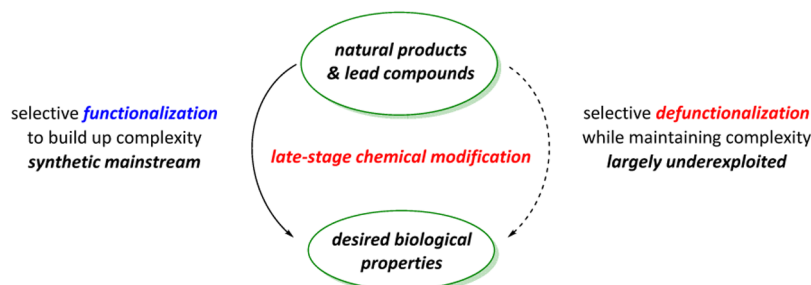 natural products
& lead compounds
selective functionalization
to build up complexity
synthetic mainstream
late-stage chemical modification
selective defunctionalization
while maintaining complexity
largely underexploited
desired biological
properties